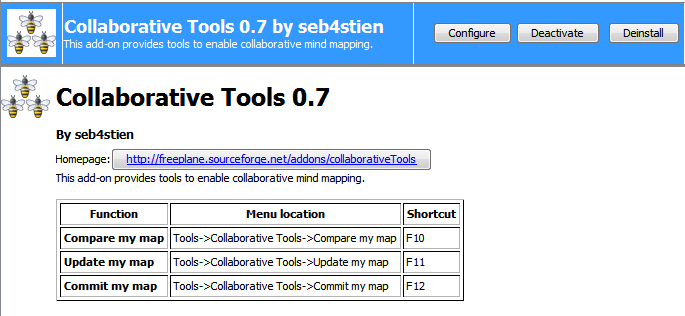 Collaborative Tools 0.7 by seb4stien
This add-on provides tools to enable collaborative mind mapping.
Configure Deactivate Deinstall
Collaborative Tools 0.7
By seb4stien
Homepage: http://freeplane.sourceforge.net/addons/collaborativeTools
This add-on provides tools to enable collaborative mind mapping.
Function Menu location Shortcut
Compare my map Tools->Collaborative Tools->Compare my map F10
Update my map Tools->Collaborative Tools->Update my map F11
Commit my map Tools->Collaborative Tools->Commit my map F12